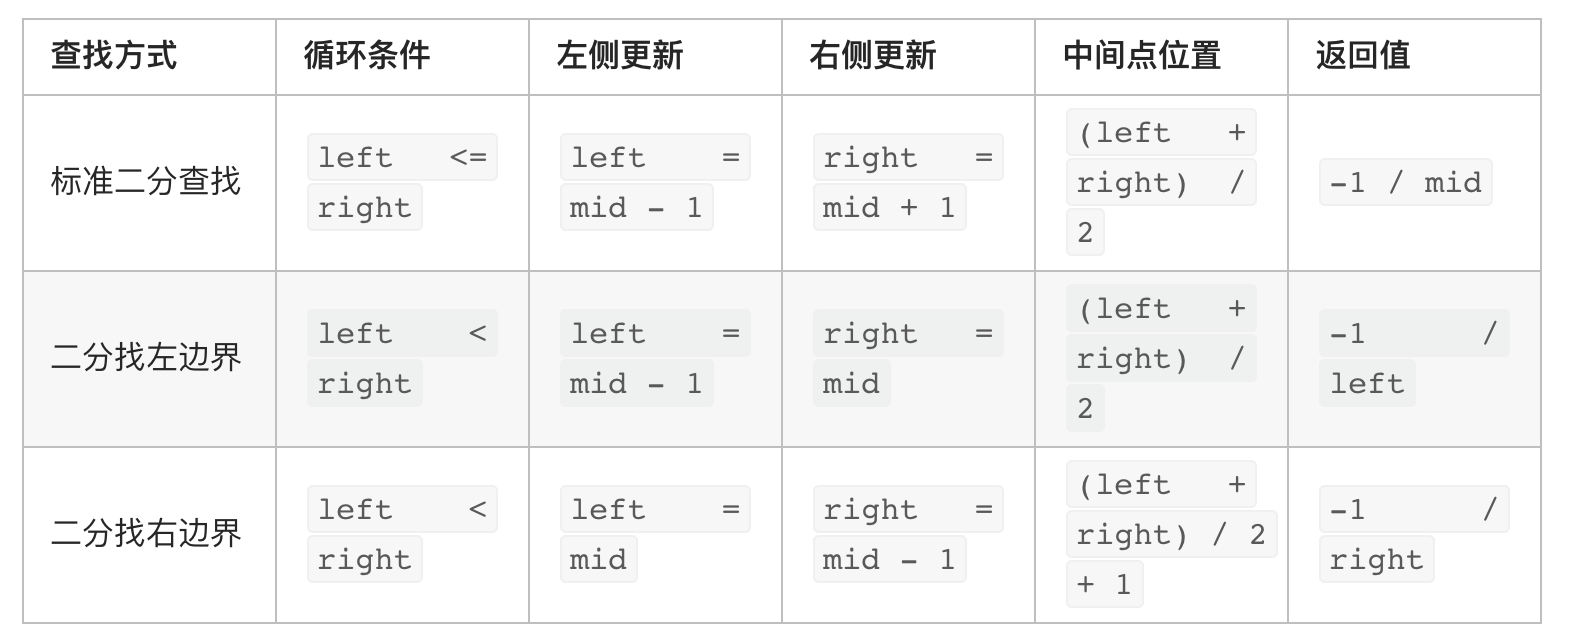 查找方式 循环条件 左侧更新 右侧更新 中间点位置 返回值
标准二分查找
left <=
right
left =
mid - 1
right =
mid + 1
(left +
right) /
2
-1 / mid
二分找左边界
left <
right
left =
mid - 1
right =
mid
(left +
right) /
2
-1 /
left
二分找右边界
left <
right
left =
mid
right =
mid - 1
(left +
right) / 2
+ 1
-1 /
right